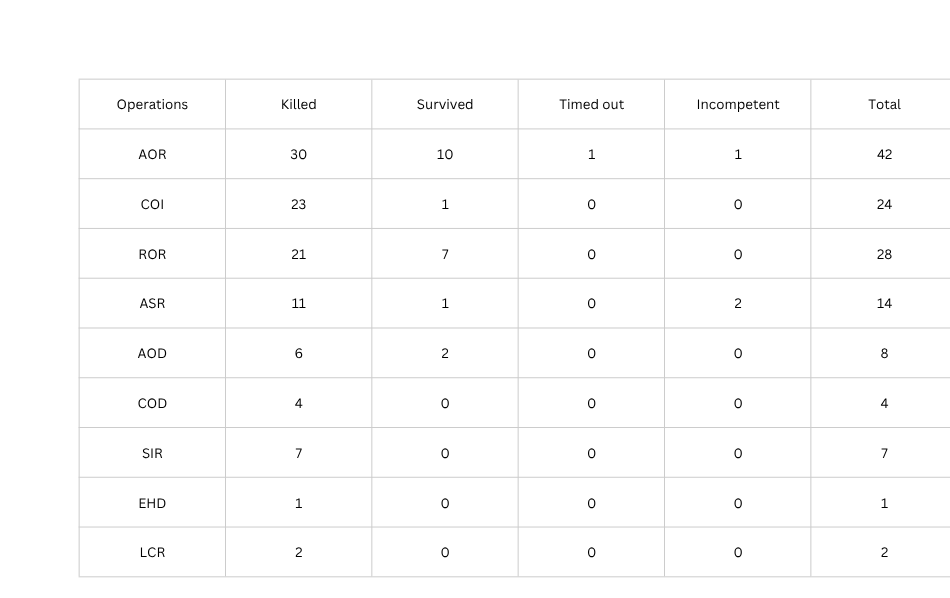 Operations Killed Survived Timed out Incompetent Total
AOR 30 10 1 1 42
COI 23 1 0 0 24
ROR 21 7 0 0 28
ASR 11 1 0 2 14
AOD 6 2 0 0 8
COD 4 0 0 0 4
SIR 7 0 0 0 7
EHD 1 0 0 0 1
LCR 2 0 0 0 2